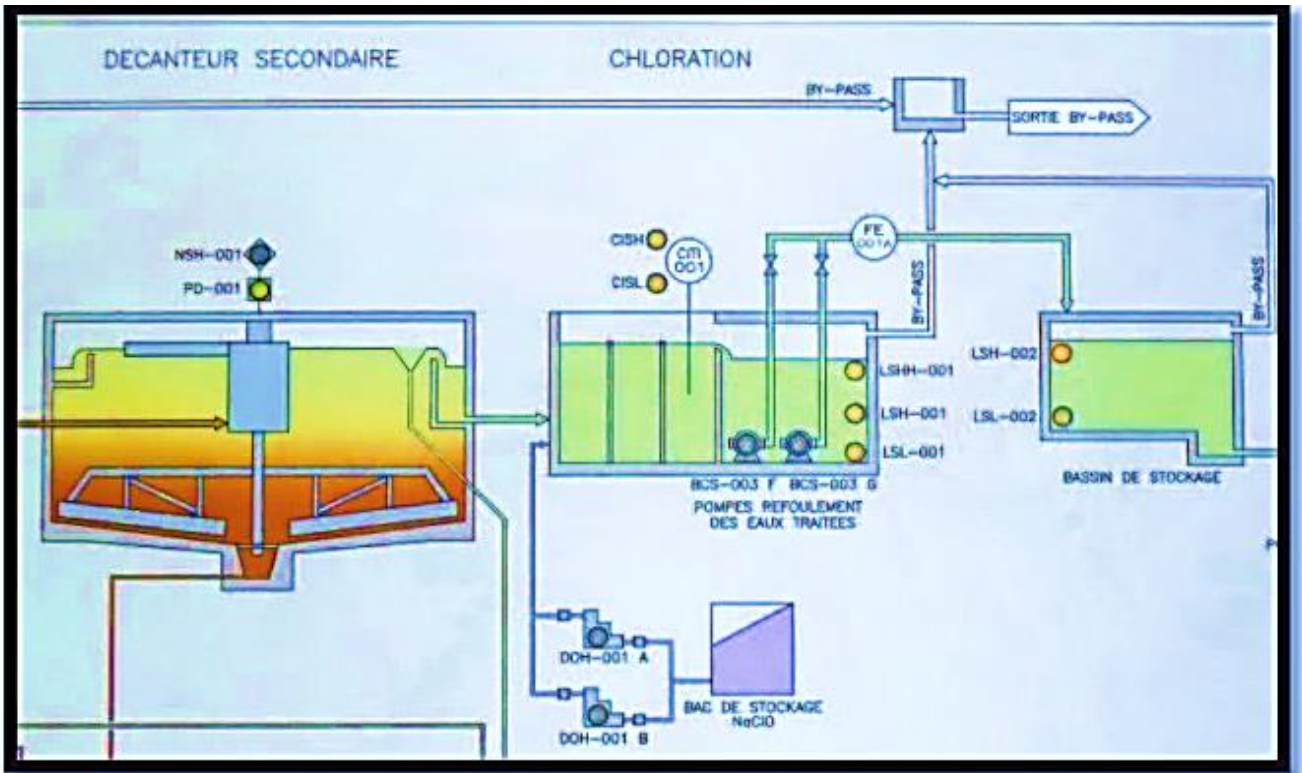 DECANTEUR SECONDAIRE
CHLORATION
BY-PASS
SORTIE BY-PASS
NSH-001
PD-001
CISH
CISL
CM
001
FE
001A
BY-PASS
BY-PASS
LSHH-001
LSH-001
LSL-001
LSH-002
LSL-002
BCS-003 F
BCS-003 G
POMPES REFOULEMENT
DES EAUX TRAITEES
BASSIN DE STOCKAGE
DOH-001 A
DOH-001 B
BAC DE STOCKAGE
NaClO